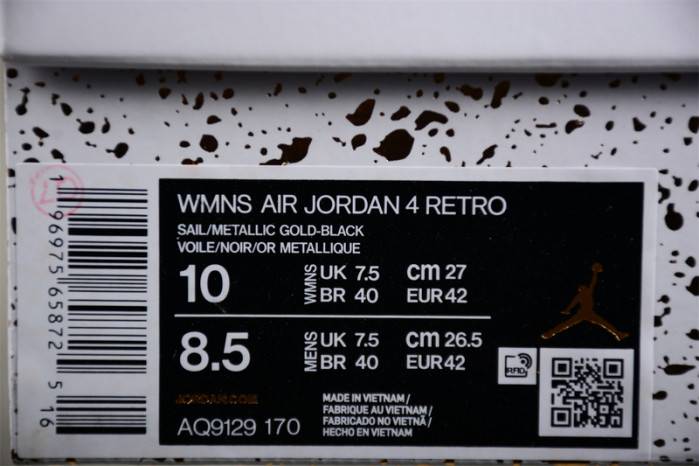 WMNS AIR JORDAN 4 RETRO
SAIL/METALLIC GOLD-BLACK
VOILE/NOIR/OR METALLIQUE
10 WMNS UK 7.5 cm 27
BR 40 EUR 42
8.5 MENS UK 7.5 cm 26.5
BR 40 EUR 42
JORDAN.COM
AQ9129 170
MADE IN VIETNAM/
FABRIQUE AU VIETNAM/
FABRICADO NO VIETNÃ/
HECHO EN VIETNAM
RFID
1 96975 65872 5 16